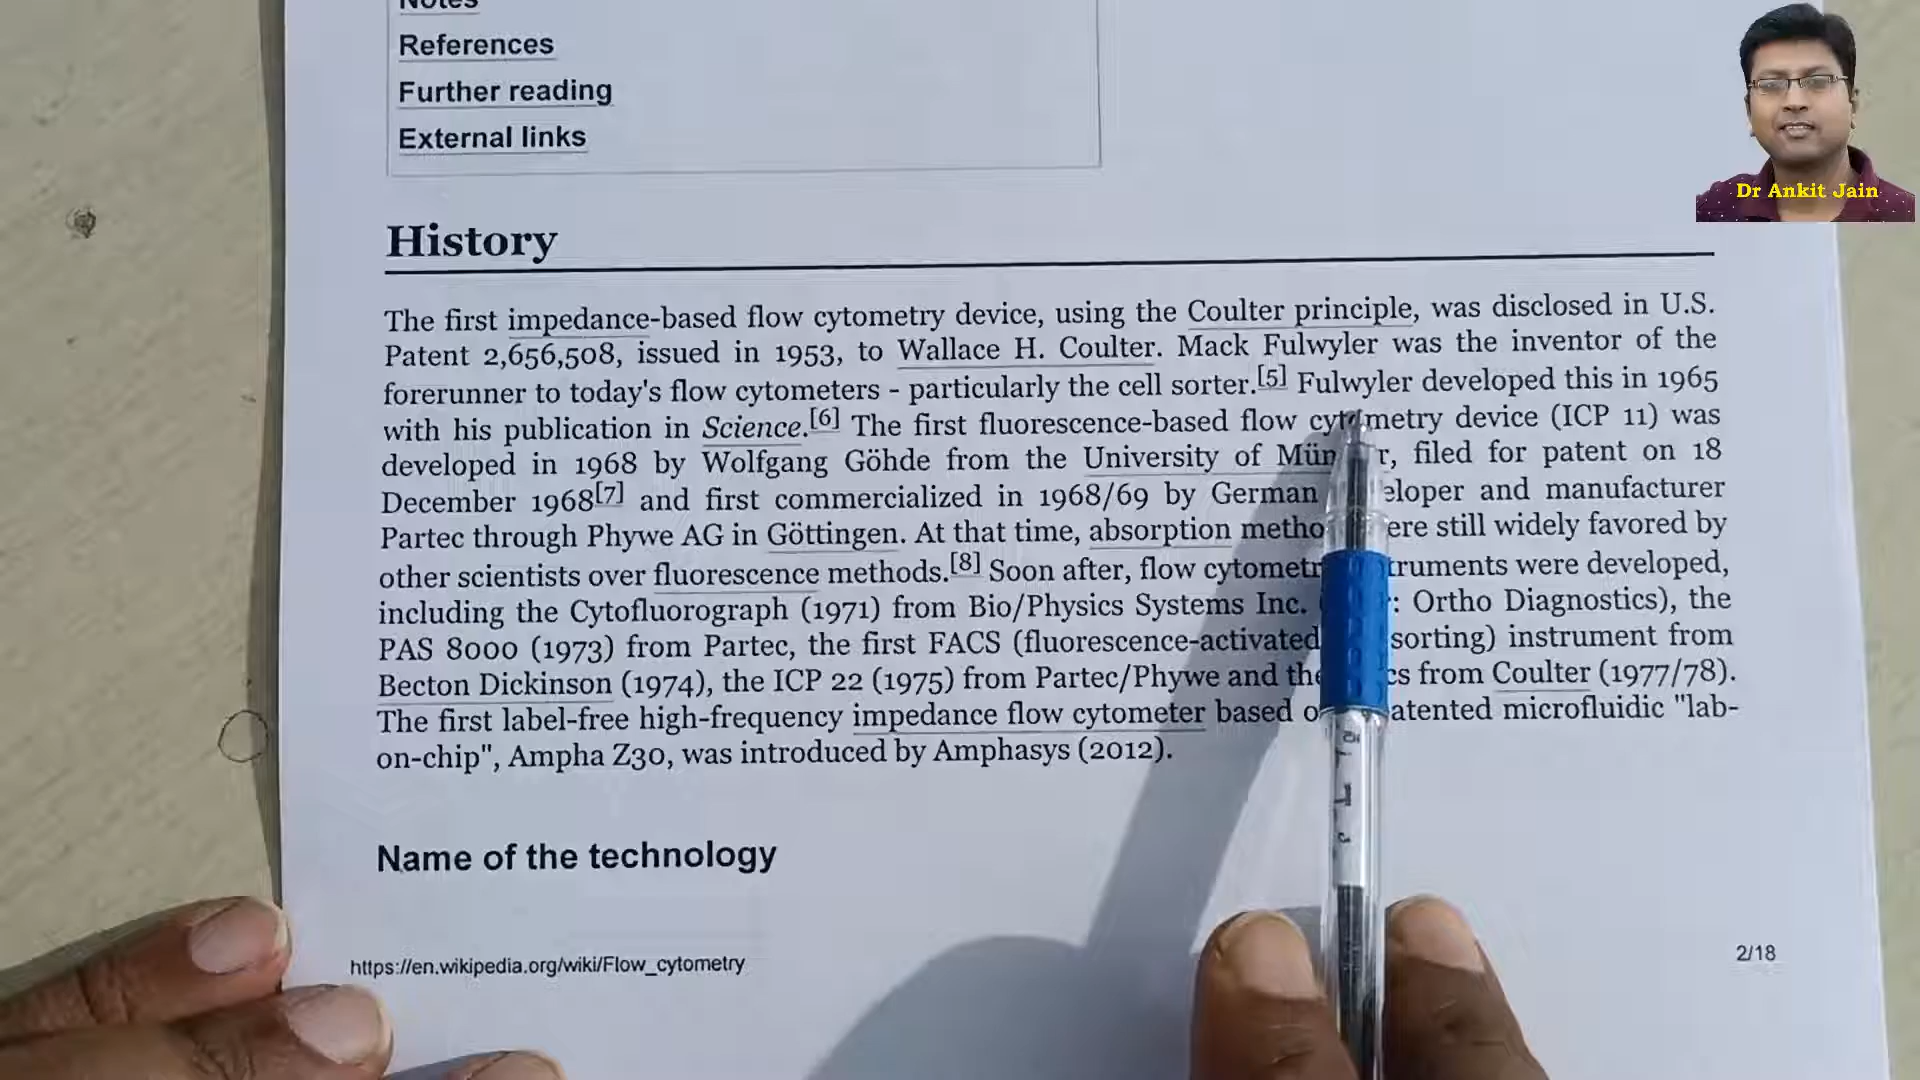 Notes
References
Further reading
External links
Dr Ankit Jain
History
The first impedance-based flow cytometry device, using the Coulter principle, was disclosed in U.S.
Patent 2,656,508, issued in 1953, to Wallace H. Coulter. Mack Fulwyler was the inventor of the
forerunner to today's flow cytometers - particularly the cell sorter.[5] Fulwyler developed this in 1965
with his publication in Science.[6] The first fluorescence-based flow cytometry device (ICP 11) was
developed in 1968 by Wolfgang Göhde from the University of , filed for patent on 18
December 1968[7] and first commercialized in 1968/69 by German and manufacturer
Partec through Phywe AG in Göttingen. At that time, absorption still widely favored by
other scientists over fluorescence methods.[8] Soon after, flow were developed,
including the Cytofluorograph (1971) from Bio/Physics Systems Inc. : Ortho Diagnostics), the
PAS 8000 (1973) from Partec, the first FACS (fluorescence-activated sorting) instrument from
Becton Dickinson (1974), the ICP 22 (1975) from Partec/Phywe and from Coulter (1977/78).
The first label-free high-frequency impedance flow cytometer based microfluidic "lab-
on-chip", Ampha Z30, was introduced by Amphasys (2012).
Name of the technology
https://en.wikipedia.org/wiki/Flow_cytometry
2/18